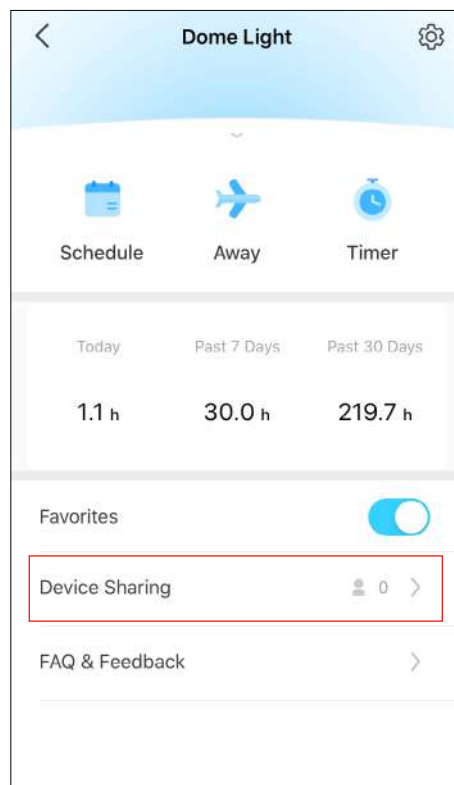 Dome Light
Schedule Away Timer
Today Past 7 Days Past 30 Days
1.1 h 30.0 h 219.7 h
Favorites
Device Sharing 0
FAQ & Feedback